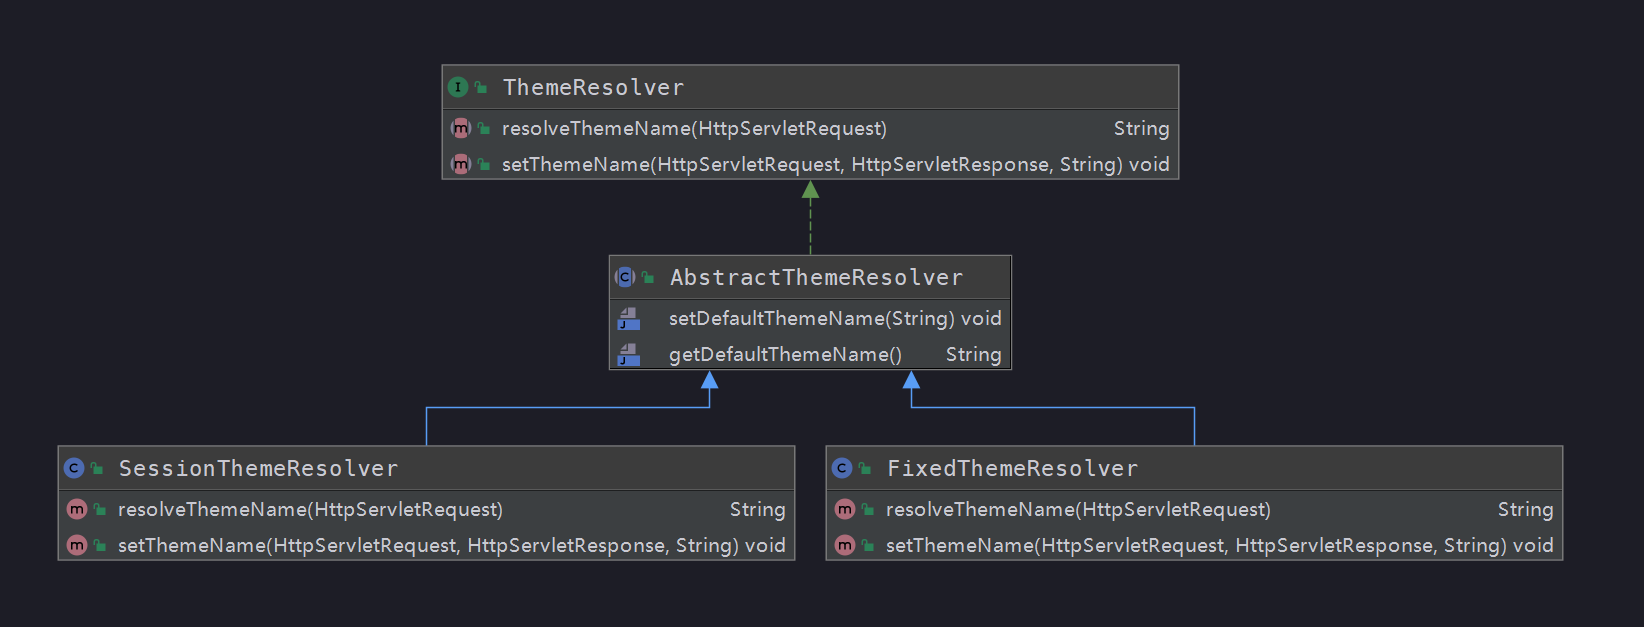 I ThemeResolver
m resolveThemeName(HttpServletRequest) String
m setThemeName(HttpServletRequest, HttpServletResponse, String) void
C AbstractThemeResolver
J setDefaultThemeName(String) void
J getDefaultThemeName() String
C SessionThemeResolver
m resolveThemeName(HttpServletRequest) String
m setThemeName(HttpServletRequest, HttpServletResponse, String) void
C FixedThemeResolver
m resolveThemeName(HttpServletRequest) String
m setThemeName(HttpServletRequest, HttpServletResponse, String) void